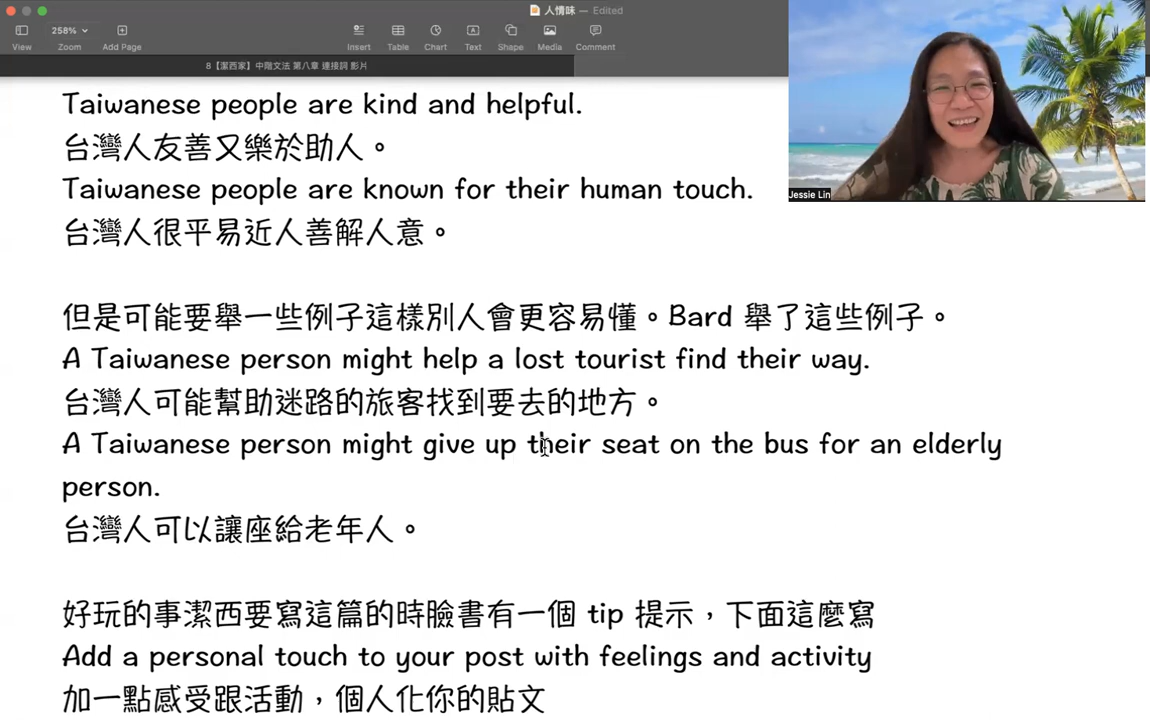 人情味 — Edited
258%
View
Zoom
Add Page
Insert
Table
Chart
Text
Shape
Media
Comment
8【潔西家】中階文法 第八章 連接詞 影片
Jessie Lin
Taiwanese people are kind and helpful.
台灣人友善又樂於助人。
Taiwanese people are known for their human touch.
台灣人很平易近人善解人意。
但是可能要舉一些例子這樣別人會更容易懂。Bard 舉了這些例子。
A Taiwanese person might help a lost tourist find their way.
台灣人可能幫助迷路的旅客找到要去的地方。
A Taiwanese person might give up their seat on the bus for an elderly
person.
台灣人可以讓座給老年人。
好玩的事潔西要寫這篇的時臉書有一個 tip 提示，下面這麼寫
Add a personal touch to your post with feelings and activity
加一點感受跟活動，個人化你的貼文